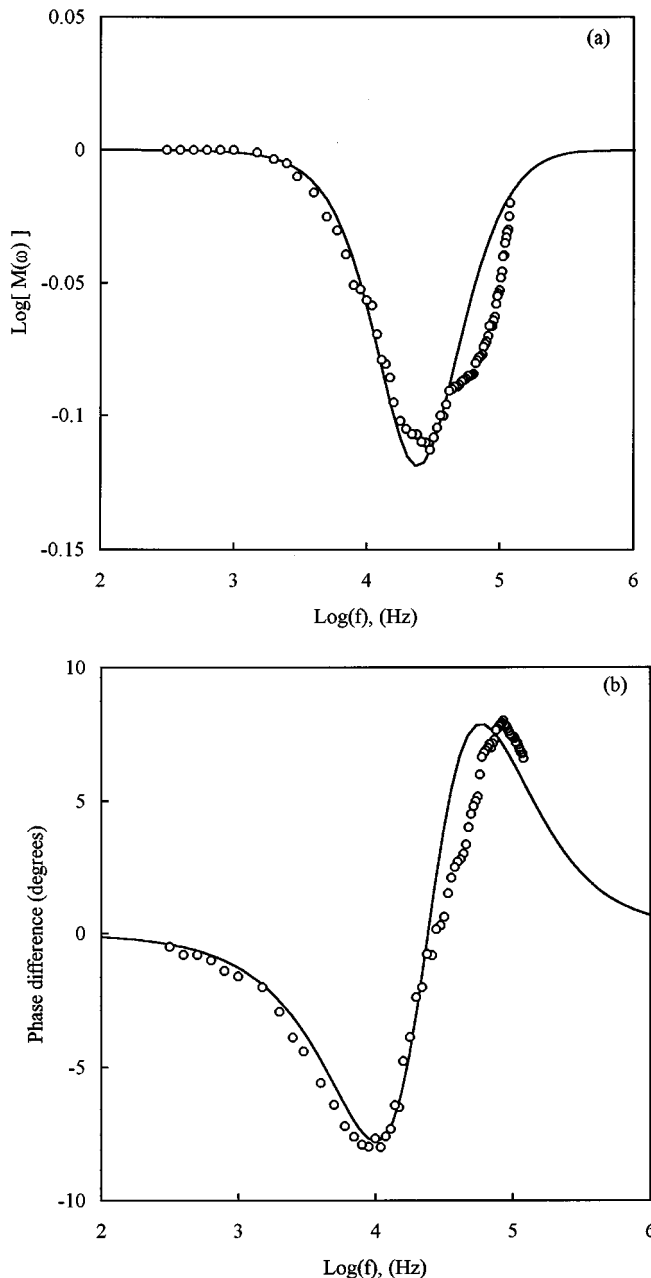 (a)
0.05
0
-0.05
-0.1
-0.15
Log[ M(ω) ]
2 3 4 5 6
Log(f), (Hz)
(b)
10
5
0
-5
-10
Phase difference (degrees)
2 3 4 5 6
Log(f), (Hz)